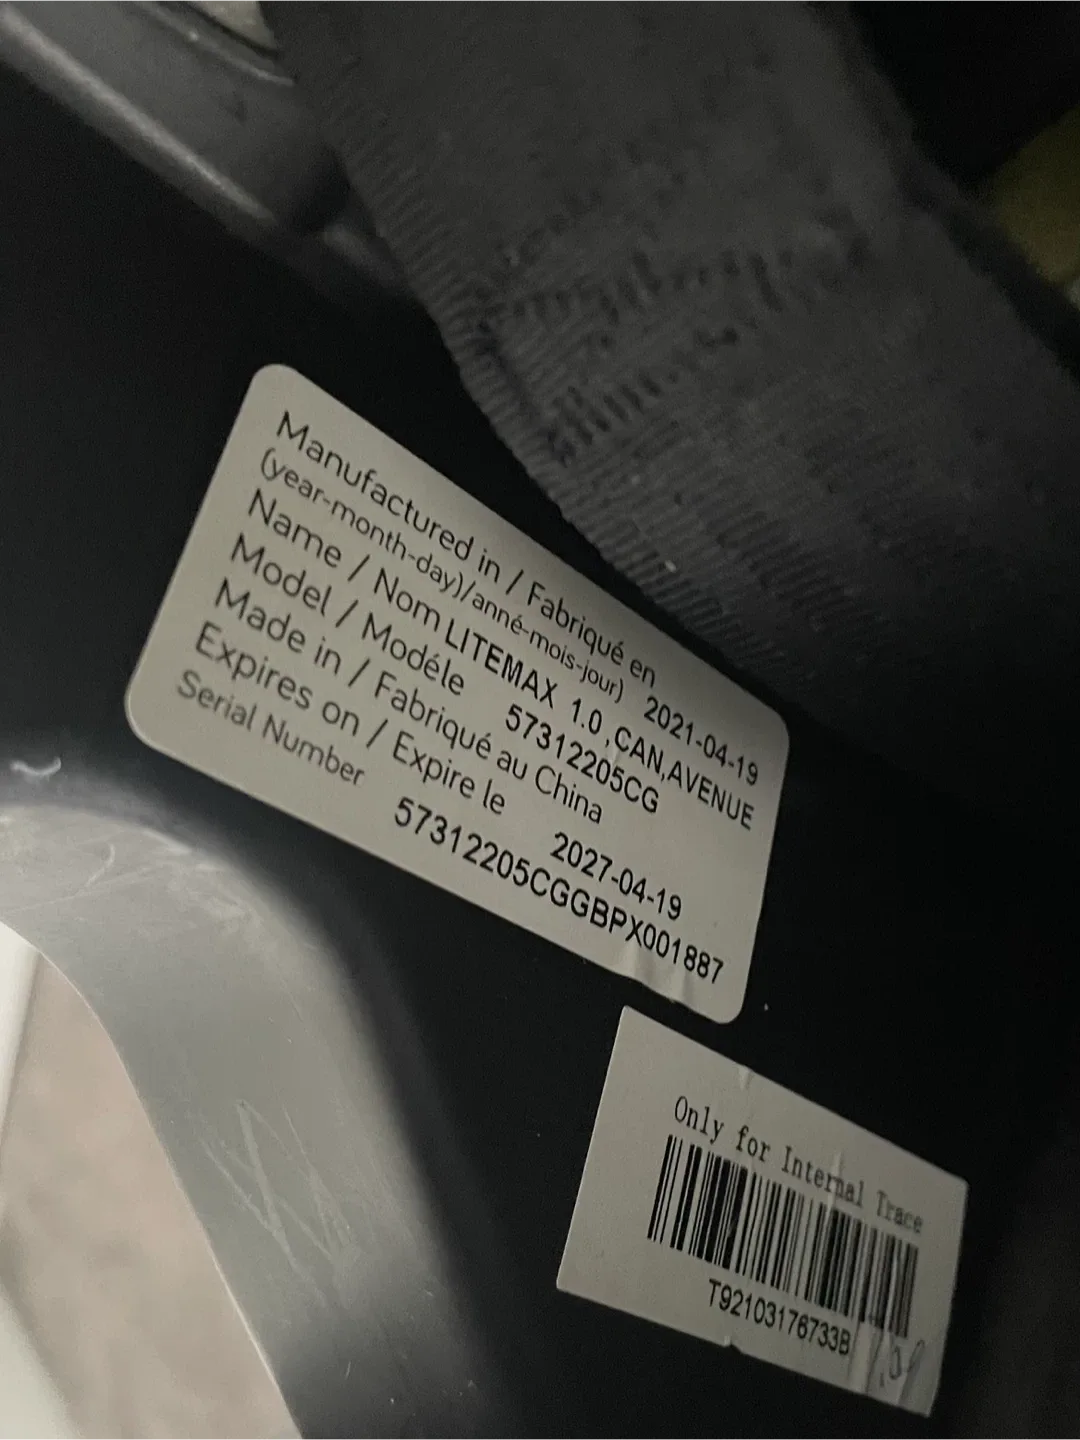 Manufactured in / Fabriqué en
(year-month-day)/anné-mois-jour) 2021-04-19
Name / Nom LITEMAX 1.0,CAN,AVENUE
Model / Modéle 57312205CG
Made in / Fabriqué au China
Expires on / Expire le 2027-04-19
Serial Number 57312205CGGBPX001887
Only for Internal Trace
T92103176733B